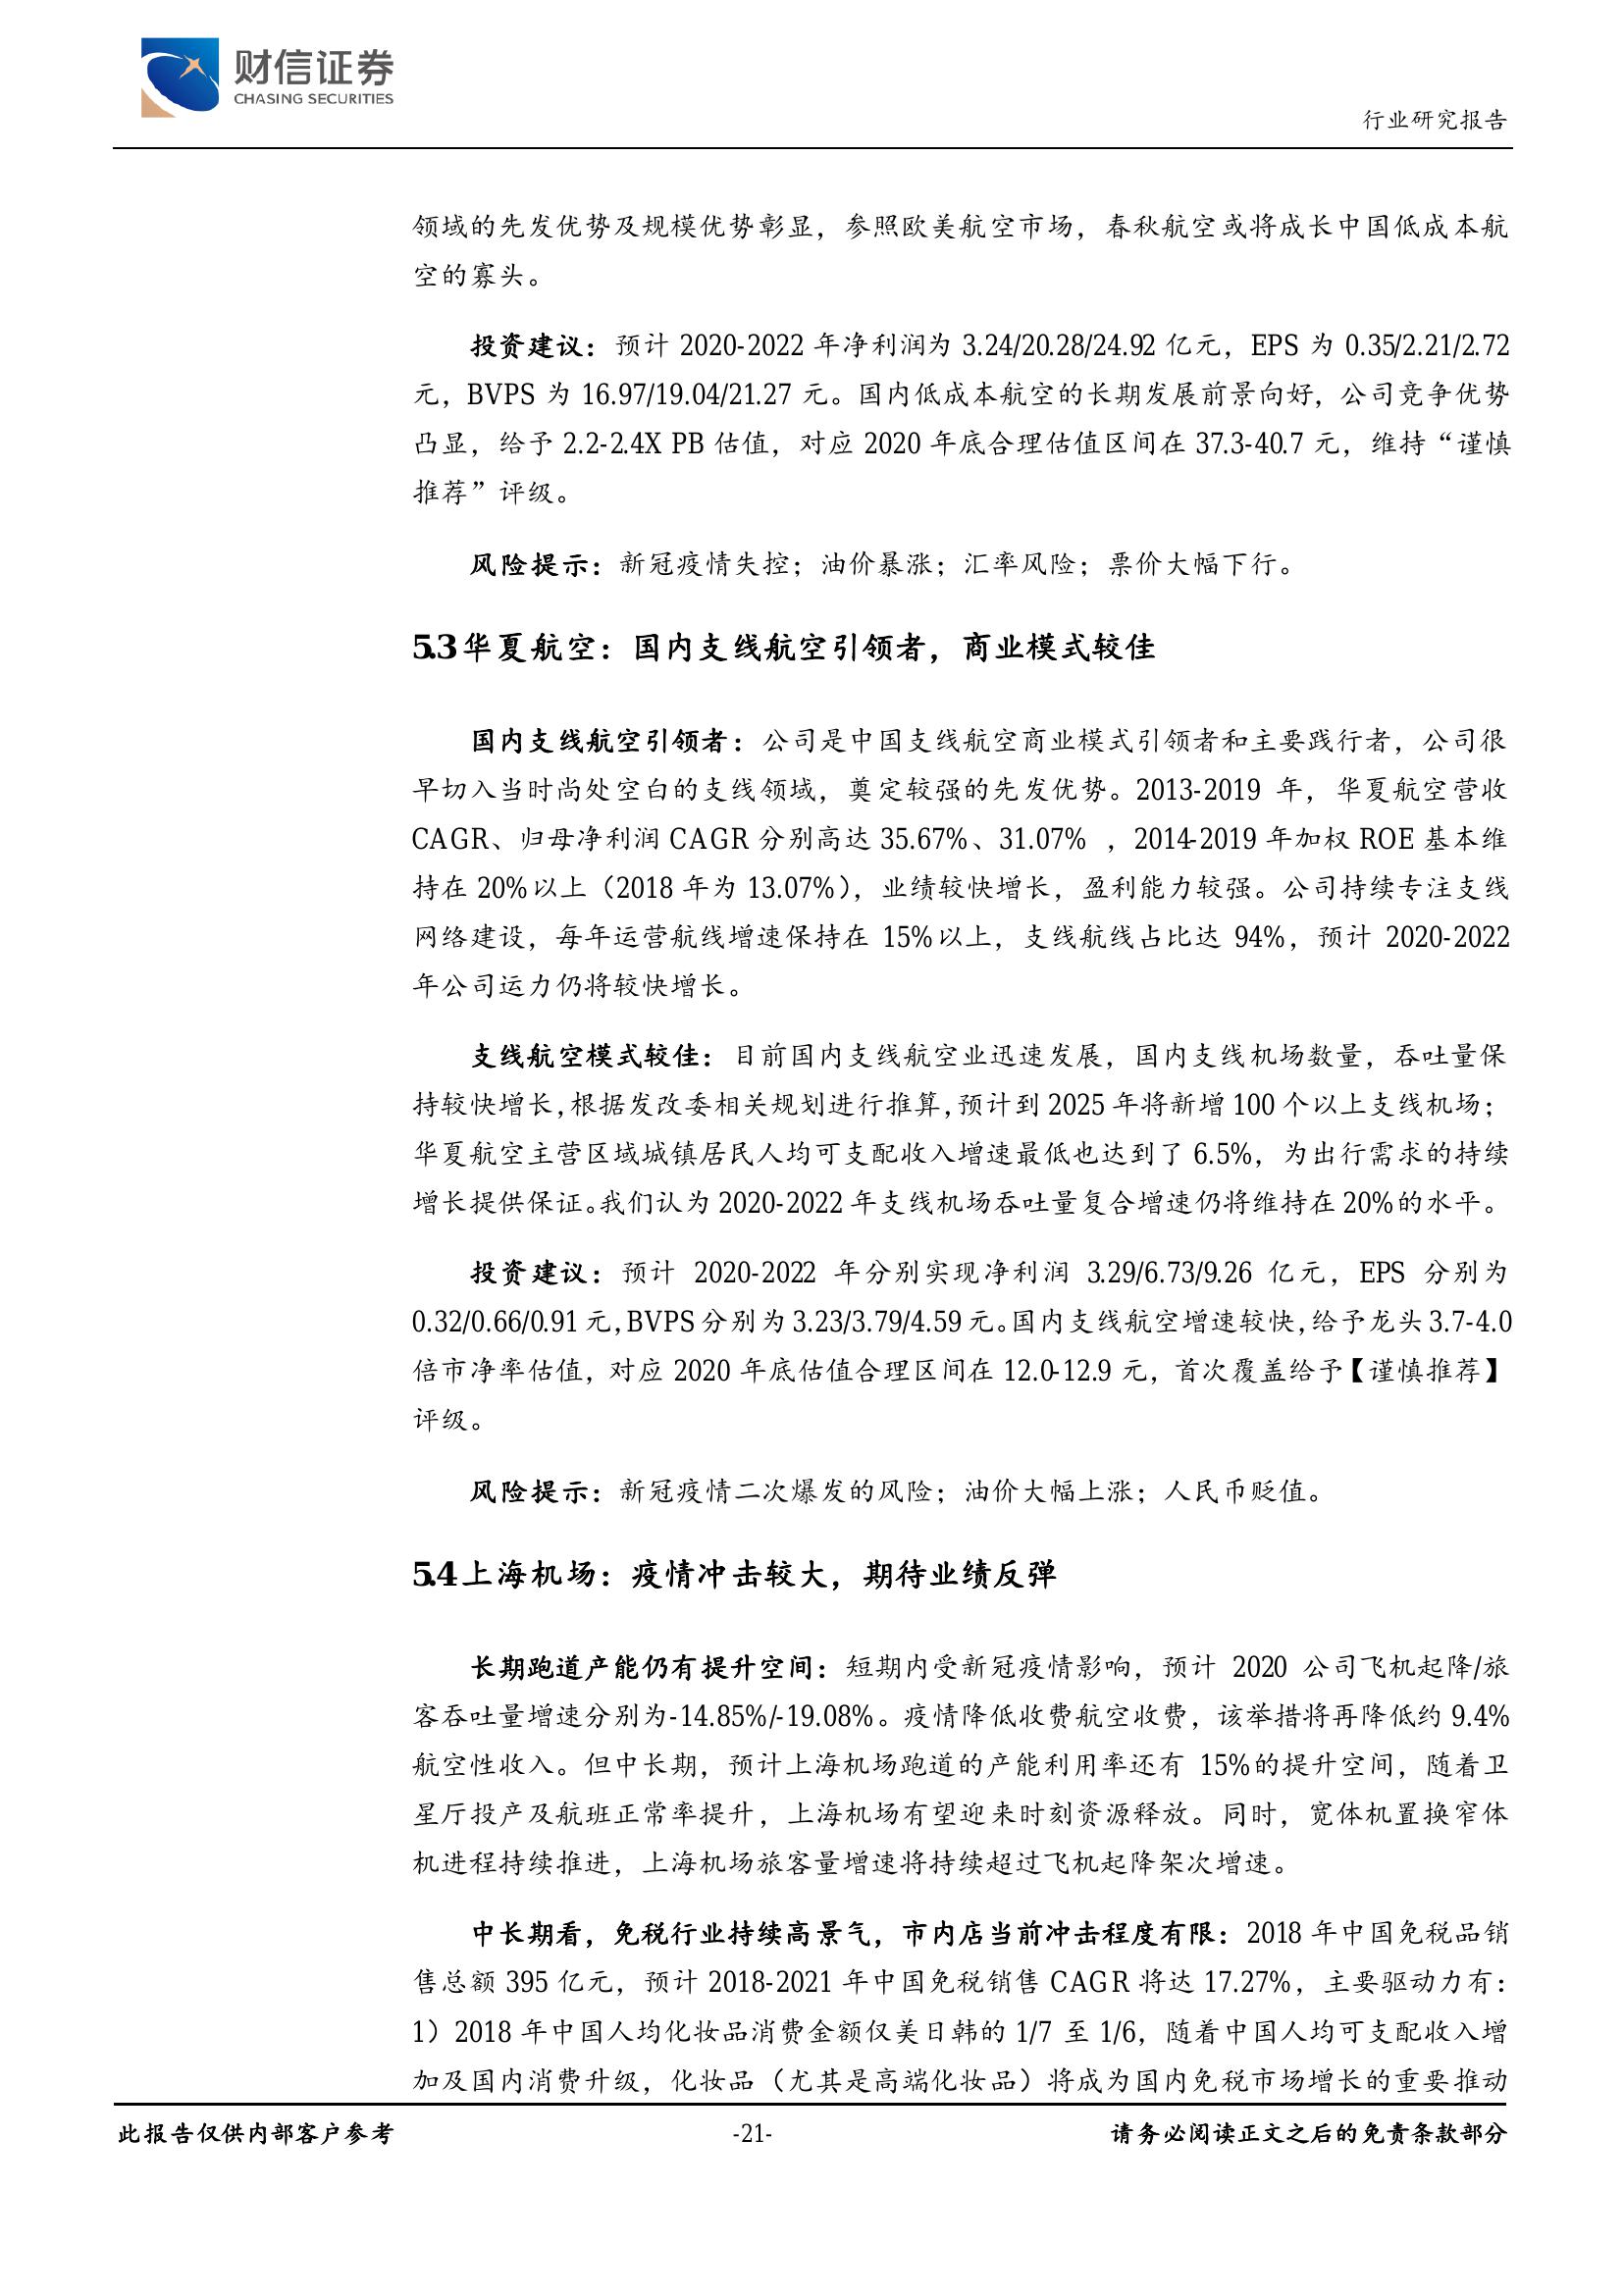 财信证券
CHASING SECURITIES
行业研究报告
领域的先发优势及规模优势彰显，参照欧美航空市场，春秋航空或将成长中国低成本航
空的寡头。
投资建议：预计 2020-2022 年净利润为 3.24/20.28/24.92 亿元，EPS 为 0.35/2.21/2.72
元，BVPS 为 16.97/19.04/21.27 元。国内低成本航空的长期发展前景向好，公司竞争优势
凸显，给予 2.2-2.4X PB 估值，对应 2020 年底合理估值区间在 37.3-40.7 元，维持“谨慎
推荐”评级。
风险提示：新冠疫情失控；油价暴涨；汇率风险；票价大幅下行。
5.3 华夏航空：国内支线航空引领者，商业模式较佳
国内支线航空引领者：公司是中国支线航空商业模式引领者和主要践行者，公司很
早切入当时尚处空白的支线领域，奠定较强的先发优势。2013-2019 年，华夏航空营收
CAGR、归母净利润 CAGR 分别高达 35.67%、31.07% ，2014-2019 年加权 ROE 基本维
持在 20%以上（2018 年为 13.07%），业绩较快增长，盈利能力较强。公司持续专注支线
网络建设，每年运营航线增速保持在 15%以上，支线航线占比达 94%，预计 2020-2022
年公司运力仍将较快增长。
支线航空模式较佳：目前国内支线航空业迅速发展，国内支线机场数量，吞吐量保
持较快增长，根据发改委相关规划进行推算，预计到 2025 年将新增 100 个以上支线机场；
华夏航空主营区域城镇居民人均可支配收入增速最低也达到了 6.5%，为出行需求的持续
增长提供保证。我们认为 2020-2022 年支线机场吞吐量复合增速仍将维持在 20%的水平。
投资建议：预计 2020-2022 年分别实现净利润 3.29/6.73/9.26 亿元，EPS 分别为
0.32/0.66/0.91 元，BVPS 分别为 3.23/3.79/4.59 元。国内支线航空增速较快，给予龙头 3.7-4.0
倍市净率估值，对应 2020 年底估值合理区间在 12.0-12.9 元，首次覆盖给予【谨慎推荐】
评级。
风险提示：新冠疫情二次爆发的风险；油价大幅上涨；人民币贬值。
5.4 上海机场：疫情冲击较大，期待业绩反弹
长期跑道产能仍有提升空间：短期内受新冠疫情影响，预计 2020 公司飞机起降/旅
客吞吐量增速分别为-14.85%/-19.08%。疫情降低收费航空收费，该举措将再降低约 9.4%
航空性收入。但中长期，预计上海机场跑道的产能利用率还有 15%的提升空间，随着卫
星厅投产及航班正常率提升，上海机场有望迎来时刻资源释放。同时，宽体机置换窄体
机进程持续推进，上海机场旅客量增速将持续超过飞机起降架次增速。
中长期看，免税行业持续高景气，市内店当前冲击程度有限：2018 年中国免税品销
售总额 395 亿元，预计 2018-2021 年中国免税销售 CAGR 将达 17.27%，主要驱动力有：
1）2018 年中国人均化妆品消费金额仅美日韩的 1/7 至 1/6，随着中国人均可支配收入增
加及国内消费升级，化妆品（尤其是高端化妆品）将成为国内免税市场增长的重要推动
此报告仅供内部客户参考
-21-
请务必阅读正文之后的免责条款部分